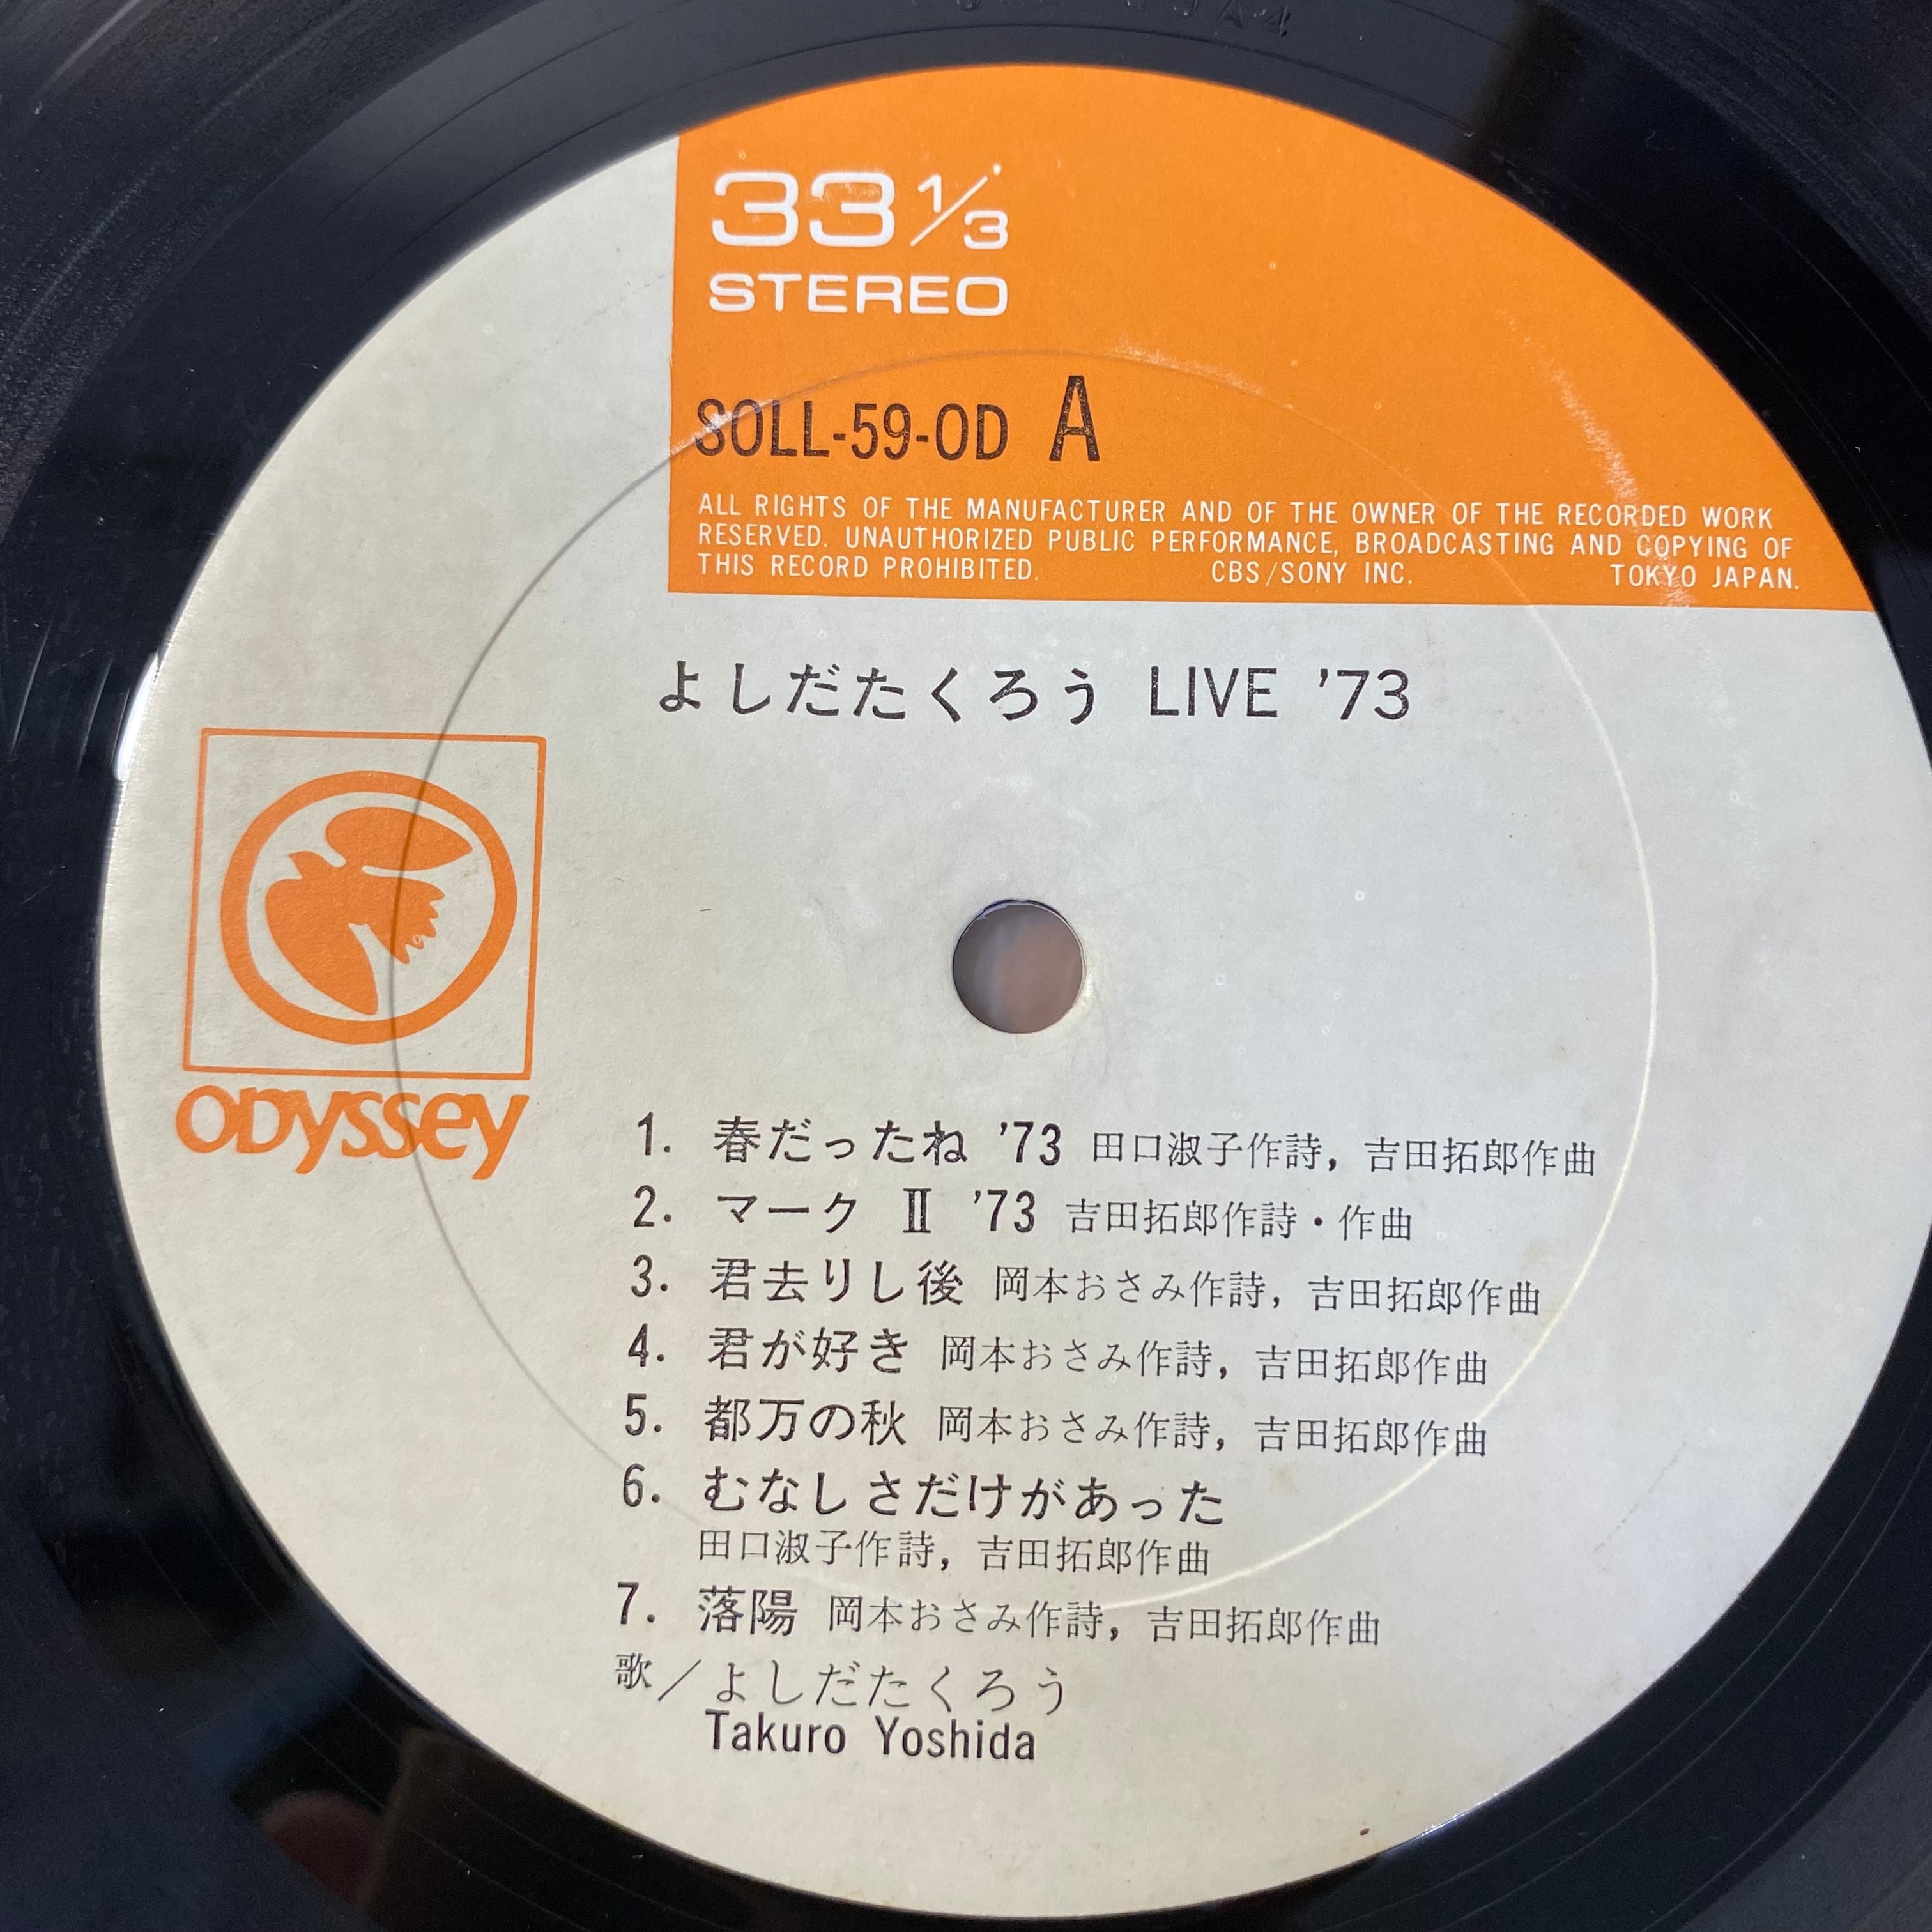 33 1/3
STEREO
SOLL-59-OD A
ALL RIGHTS OF THE MANUFACTURER AND OF THE OWNER OF THE RECORDED WORK
RESERVED. UNAUTHORIZED PUBLIC PERFORMANCE, BROADCASTING AND COPYING OF
THIS RECORD PROHIBITED. CBS/SONY INC. TOKYO JAPAN.
よしだたくろう LIVE '73
ODYSSEY
1. 春だったね '73 田口淑子作詩, 吉田拓郎作曲
2. マーク Ⅱ '73 吉田拓郎作詩・作曲
3. 君去りし後 岡本おさみ作詩, 吉田拓郎作曲
4. 君が好き 岡本おさみ作詩, 吉田拓郎作曲
5. 都万の秋 岡本おさみ作詩, 吉田拓郎作曲
6. むなしさだけがあった
田口淑子作詩, 吉田拓郎作曲
7. 落陽 岡本おさみ作詩, 吉田拓郎作曲
歌／よしだたくろう
Takuro Yoshida